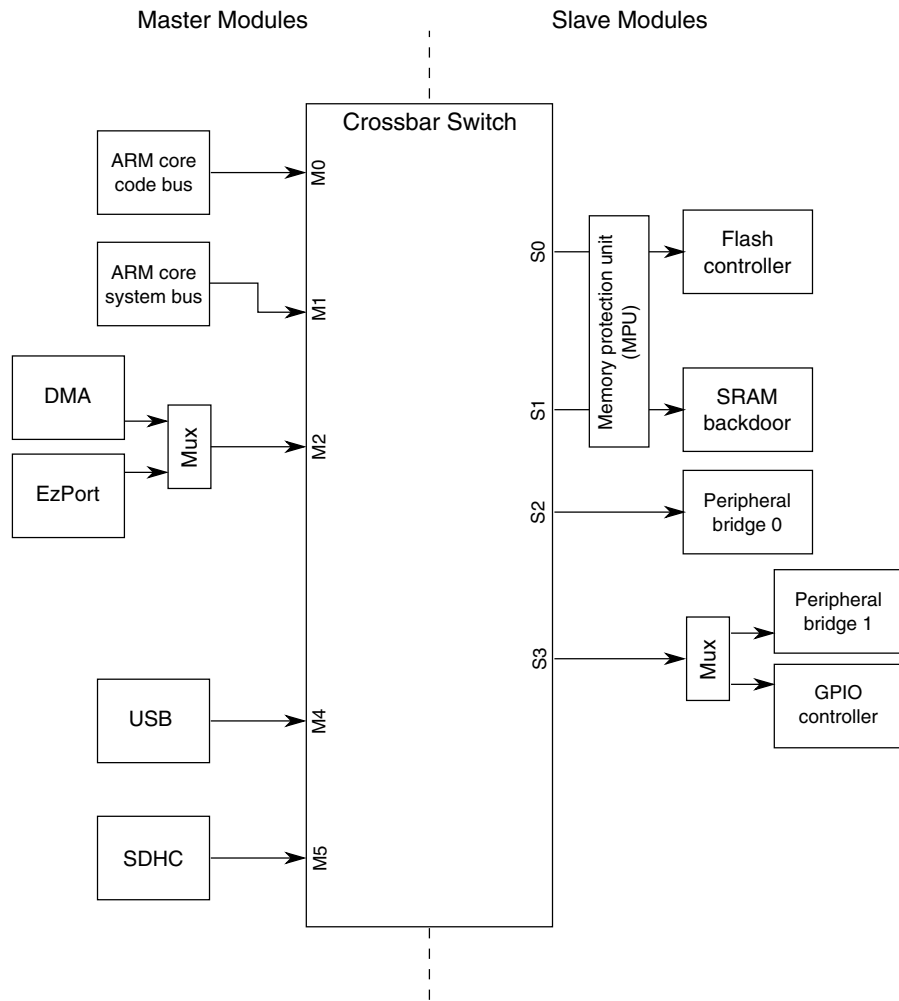 Master Modules
Slave Modules
Crossbar Switch
ARM core
code bus
M0
ARM core
system bus
M1
DMA
EzPort
Mux
M2
USB
M4
SDHC
M5
S0
Memory protection unit
(MPU)
Flash
controller
S1
SRAM
backdoor
S2
Peripheral
bridge 0
S3
Mux
Peripheral
bridge 1
GPIO
controller